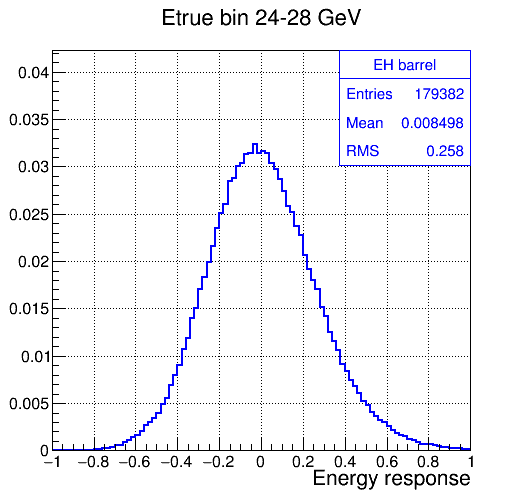 Etrue bin 24-28 GeV
EH barrel
Entries 179382
Mean 0.008498
RMS 0.258
0.04
0.035
0.03
0.025
0.02
0.015
0.01
0.005
0
−1 −0.8 −0.6 −0.4 −0.2 0 0.2 0.4 0.6 0.8 1
Energy response